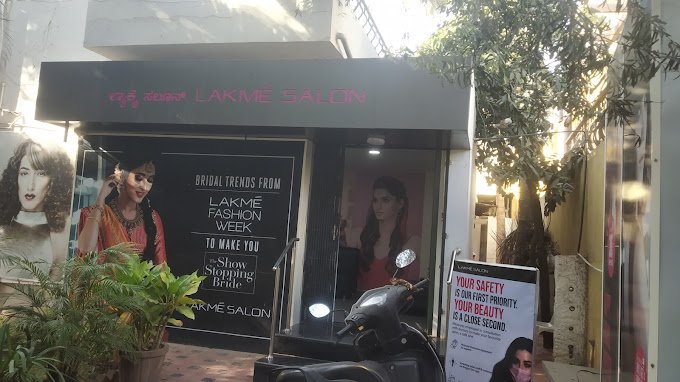 ಲ್ಯಾಕ್ಮೆ ಸಲೂನ್ LAKMĒ SALON
BRIDAL TRENDS FROM
LAKMĒ
FASHION
WEEK
TO MAKE YOU
The Show
Stopping
Bride
LAKMĒ SALON
LAKMĒ SALON
YOUR SAFETY
IS OUR FIRST PRIORITY.
YOUR BEAUTY
IS A CLOSE SECOND.